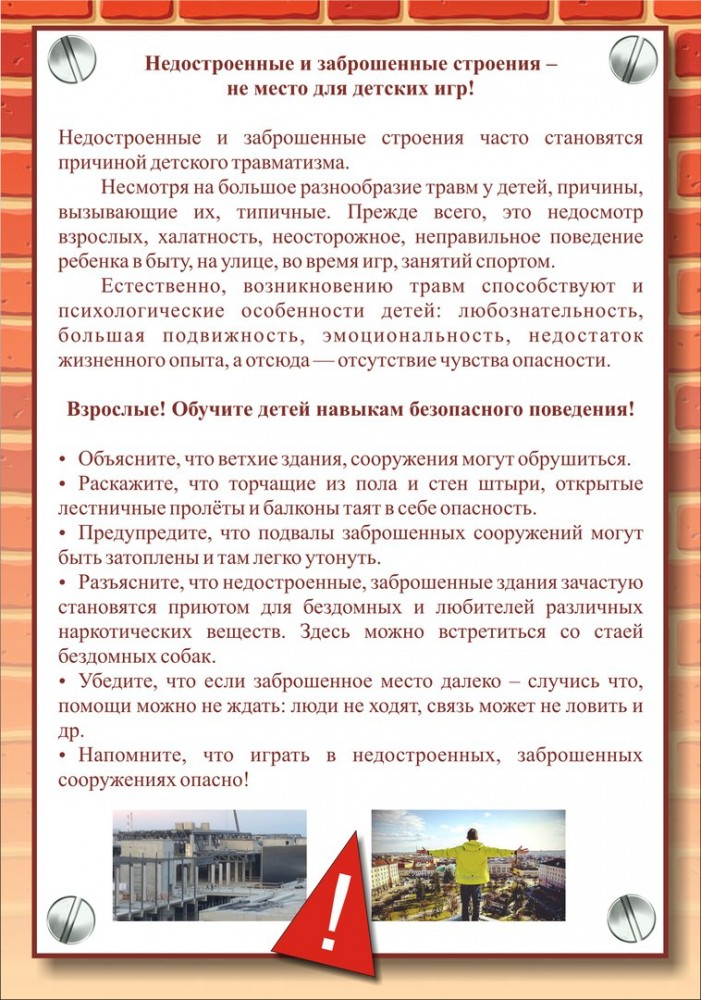 Недостроенные и заброшенные строения –
не место для детских игр!
Недостроенные и заброшенные строения часто становятся
причиной детского травматизма.
Несмотря на большое разнообразие травм у детей, причины,
вызывающие их, типичные. Прежде всего, это недосмотр
взрослых, халатность, неосторожное, неправильное поведение
ребенка в быту, на улице, во время игр, занятий спортом.
Естественно, возникновению травм способствуют и
психологические особенности детей: любознательность,
большая подвижность, эмоциональность, недостаток
жизненного опыта, а отсюда — отсутствие чувства опасности.
Взрослые! Обучите детей навыкам безопасного поведения!
• Объясните, что ветхие здания, сооружения могут обрушиться.
• Раскажите, что торчащие из пола и стен штыри, открытые
лестничные пролёты и балконы таят в себе опасность.
• Предупредите, что подвалы заброшенных сооружений могут
быть затоплены и там легко утонуть.
• Разъясните, что недостроенные, заброшенные здания зачастую
становятся приютом для бездомных и любителей различных
наркотических веществ. Здесь можно встретиться со стаей
бездомных собак.
• Убедите, что если заброшенное место далеко – случись что,
помощи можно не ждать: люди не ходят, связь может не ловить и
др.
• Напомните, что играть в недостроенных, заброшенных
сооружениях опасно!
!